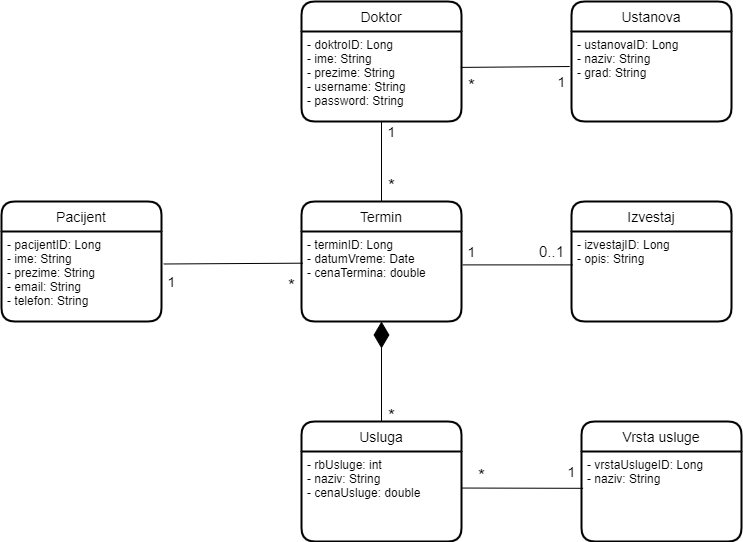 Doktor
- doktroID: Long
- ime: String
- prezime: String
- username: String
- password: String
Ustanova
- ustanovaID: Long
- naziv: String
- grad: String
*
1
1
*
Pacijent
- pacijentID: Long
- ime: String
- prezime: String
- email: String
- telefon: String
Termin
- terminID: Long
- datumVreme: Date
- cenaTermina: double
Izvestaj
- izvestajID: Long
- opis: String
1
*
1
0..1
*
Usluga
- rbUsluge: int
- naziv: String
- cenaUsluge: double
Vrsta usluge
- vrstaUslugeID: Long
- naziv: String
*
1